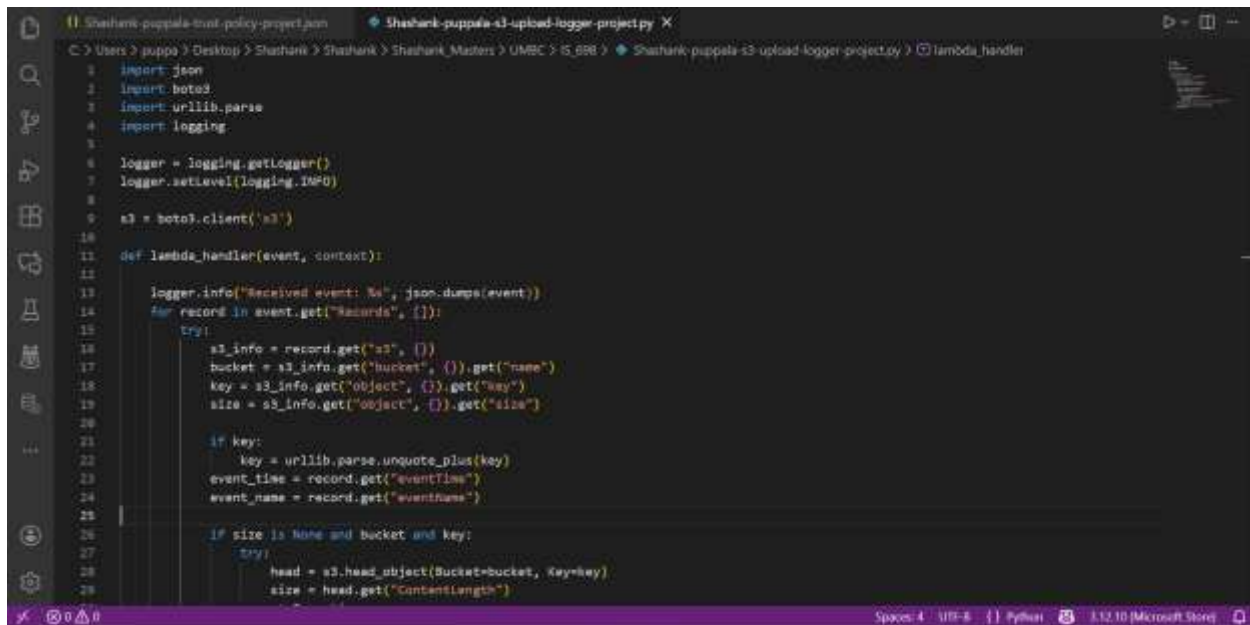 Shashank-puppala-trust-policy-project.json
Shashank-puppala-s3-upload-logger-project.py
C: > Users > puppa > Desktop > Shashank > Shashank > Shashank_Masters > UMBC > IS_698 > Shashank-puppala-s3-upload-logger-project.py > lambda_handler
1 import json
2 import boto3
3 import urllib.parse
4 import logging
5
6 logger = logging.getLogger()
7 logger.setLevel(logging.INFO)
8
9 s3 = boto3.client('s3')
10
11 def lambda_handler(event, context):
12
13     logger.info("Received event: %s", json.dumps(event))
14     for record in event.get("Records", []):
15         try:
16             s3_info = record.get("s3", {})
17             bucket = s3_info.get("bucket", {}).get("name")
18             key = s3_info.get("object", {}).get("key")
19             size = s3_info.get("object", {}).get("size")
20
21             if key:
22                 key = urllib.parse.unquote_plus(key)
23             event_time = record.get("eventTime")
24             event_name = record.get("eventName")
25
26             if size is None and bucket and key:
27                 try:
28                     head = s3.head_object(Bucket=bucket, Key=key)
29                     size = head.get("ContentLength")
0 0 Spaces: 4 UTF-8 { } Python 3.12.10 (Microsoft Store)